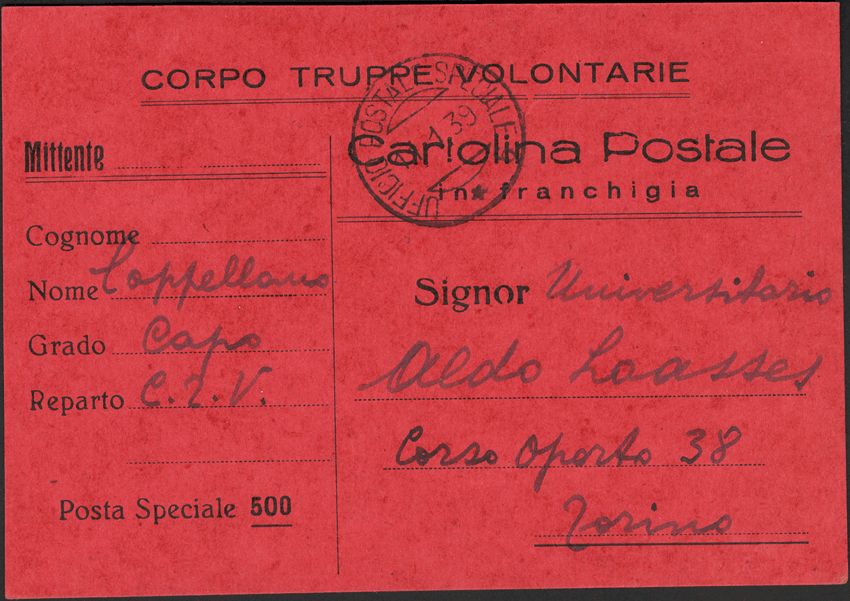 CORPO TRUPPE VOLONTARIE
UFFICIO POSTALE SPECIALE
1 39
Mittente
Cognome
Nome Cappellano
Grado Capo
Reparto C.T.V.
Posta Speciale 500
Cartolina Postale
in franchigia
Signor Universitario
Aldo
Corso Oporto 38
Torino